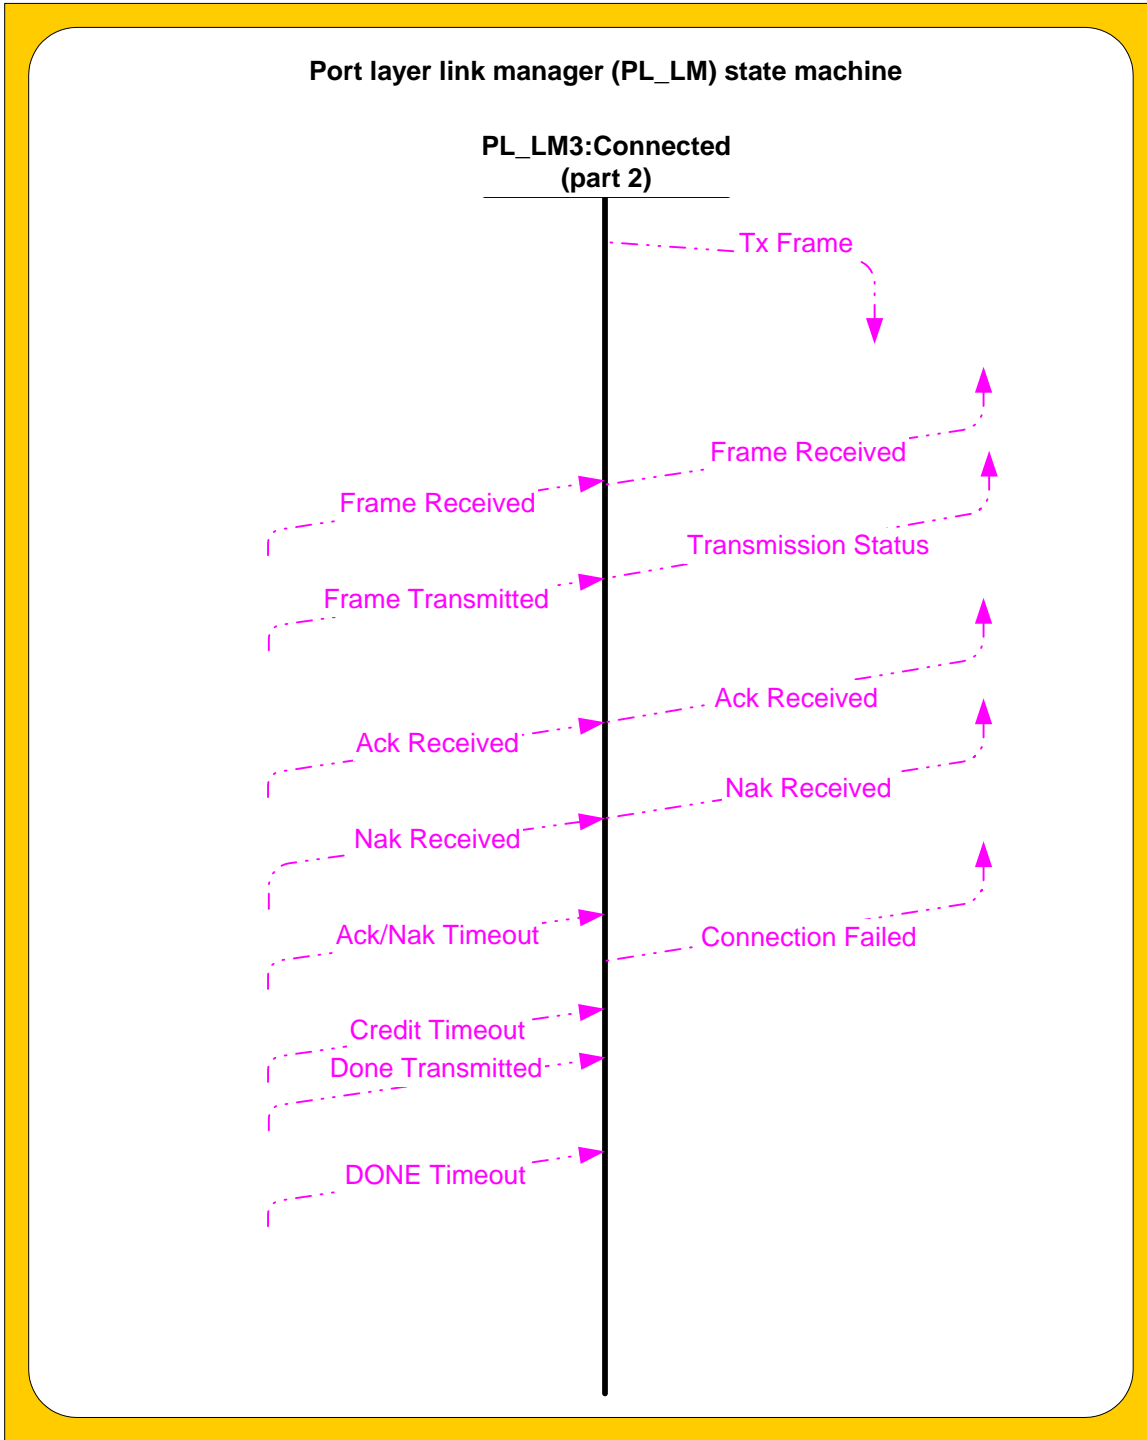 Port layer link manager (PL_LM) state machine
PL_LM3:Connected
(part 2)
Tx Frame
Frame Received
Frame Received
Transmission Status
Frame Transmitted
Ack Received
Ack Received
Nak Received
Nak Received
Ack/Nak Timeout
Connection Failed
Credit Timeout
Done Transmitted
DONE Timeout